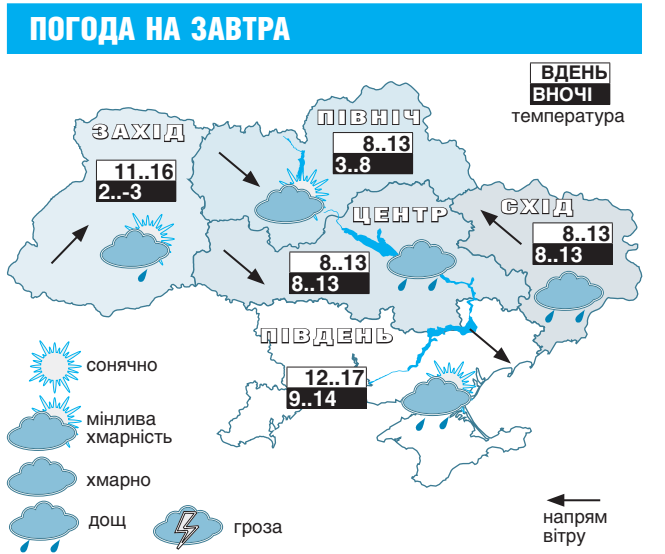 ПОГОДА НА ЗАВТРА
ВДЕНЬ
ВНОЧІ
температура
ЗАХІД
11..16
2..-3
ПІВНІЧ
8..13
3..8
ЦЕНТР
8..13
8..13
СХІД
8..13
8..13
ПІВДЕНЬ
12..17
9..14
сонячно
мінлива
хмарність
хмарно
дощ
гроза
напрям
вітру